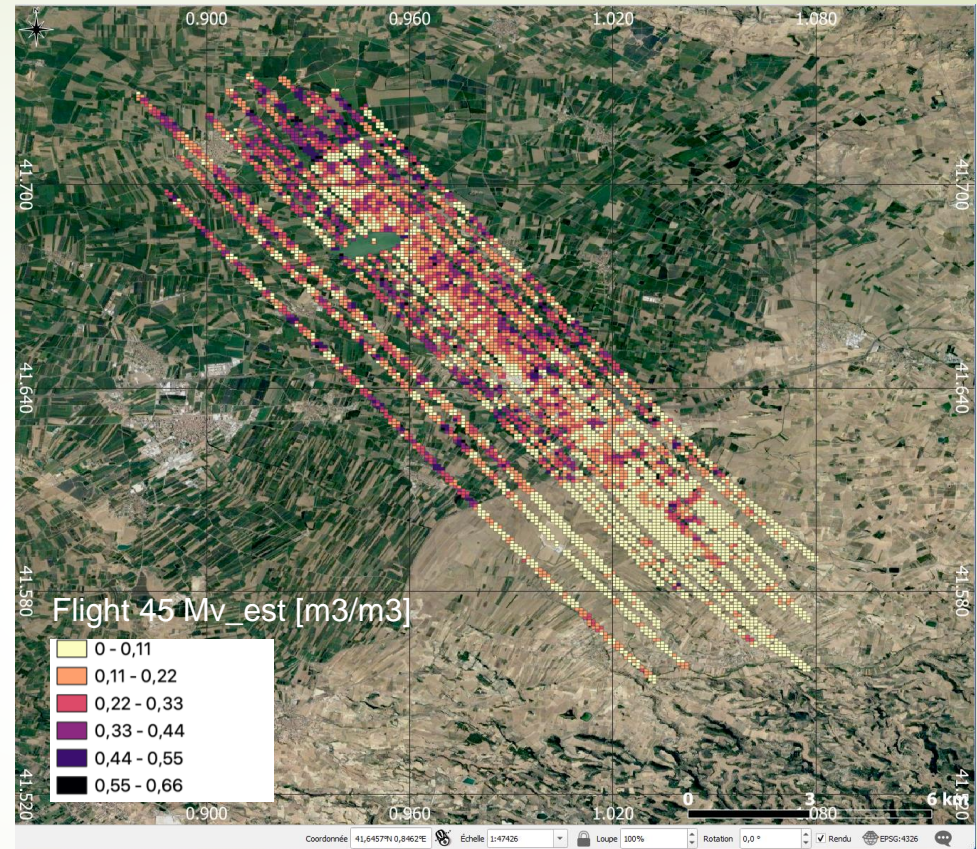 0.900 0.960 1.020 1.080
41.700 41.700
41.640 41.640
41.580 41.580
Flight 45 Mv_est [m3/m3]
0 - 0,11
0,11 - 0,22
0,22 - 0,33
0,33 - 0,44
0,44 - 0,55
0,55 - 0,66
41.520
0 3 6 km
0.900 0.960 1.020 1.080
Coordonnée 41,6457°N 0,8462°E Échelle 1:47426 Loupe 100% Rotation 0,0 ° Rendu EPSG:4326